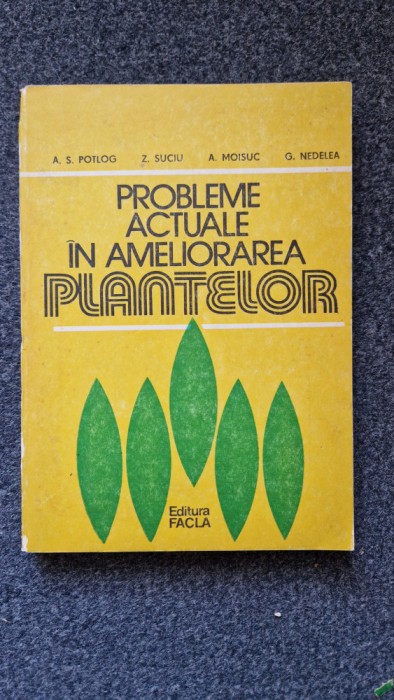 A. S. POTLOG Z. SUCIU A. MOISUC G. NEDELEA
PROBLEME
ACTUALE
ÎN AMELIORAREA
PLANTELOR
Editura
FACLA